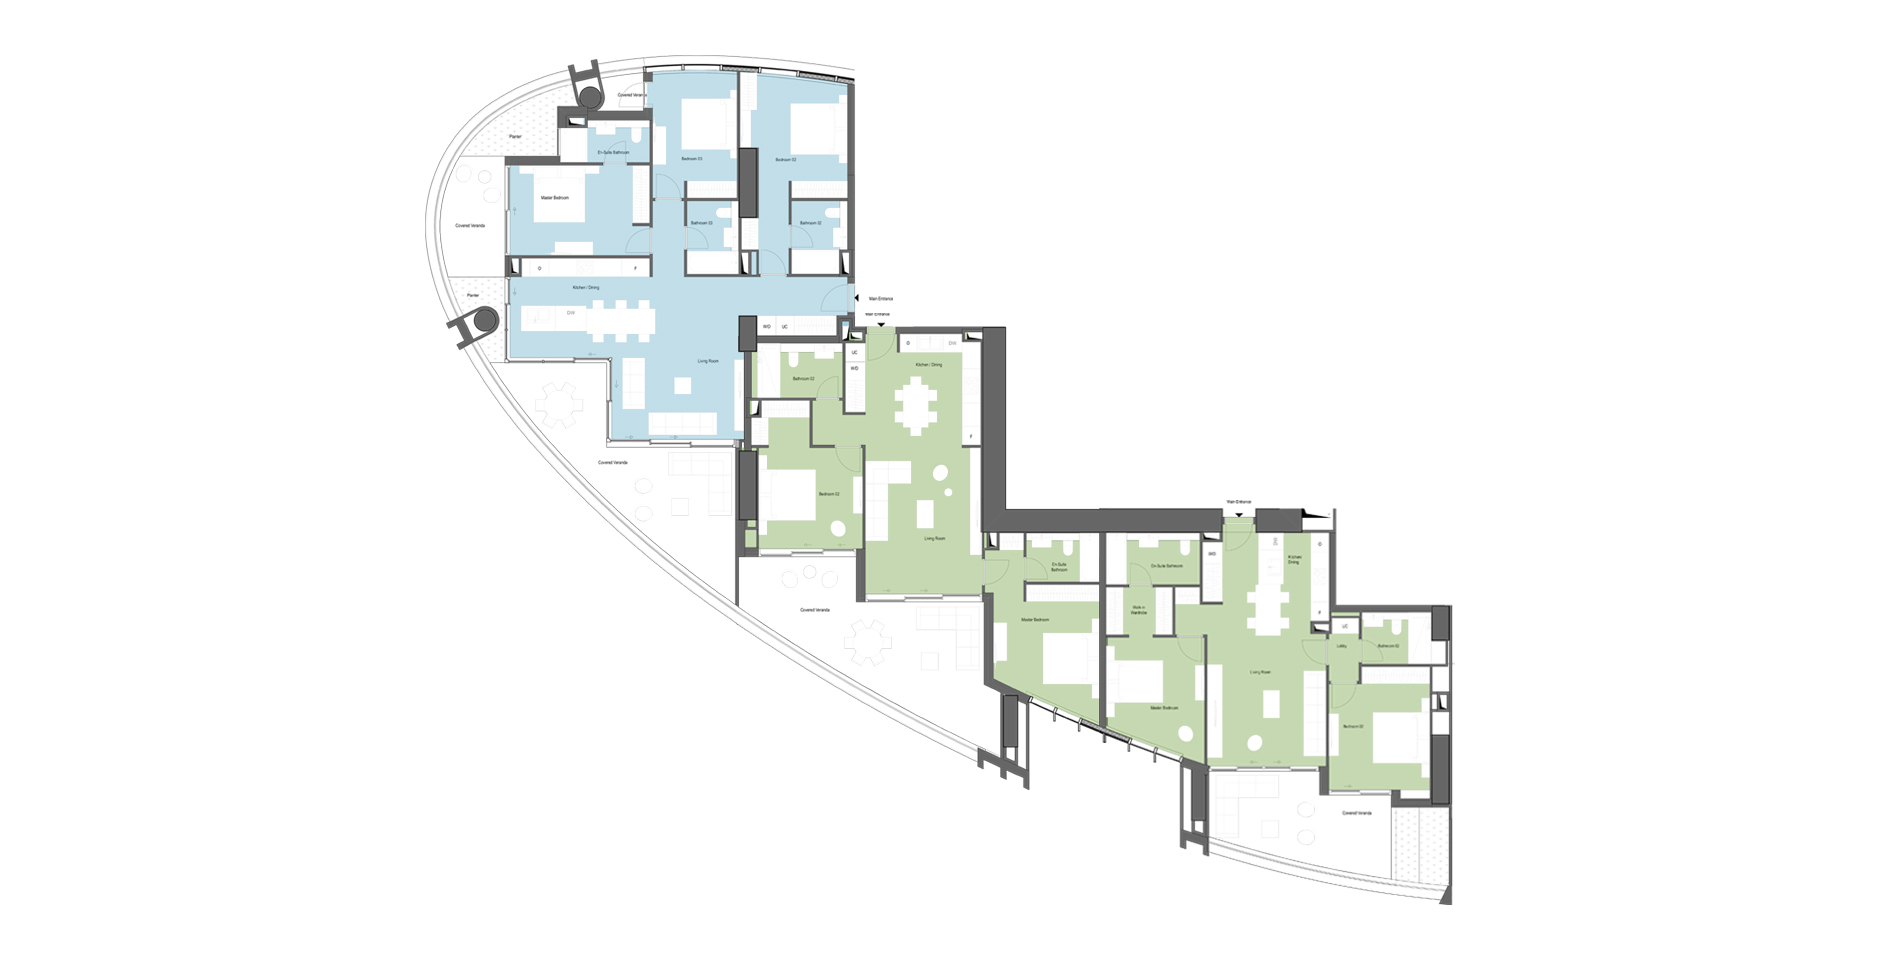 Covered Veranda
Planter
En-Suite Bathroom
Bedroom 03
Bedroom 02
Master Bedroom
Covered Veranda
Bathroom 03
Bathroom 02
O
F
Kitchen / Dining
Planter
DW
Main Entrance
Main Entrance
W/D
UC
Living Room
Covered Veranda
UC
W/D
O
DW
Kitchen / Dining
Bathroom 02
F
Bedroom 02
Living Room
Covered Veranda
En-Suite
Bathroom
Master Bedroom
Main Entrance
W/D
DW
O
Kitchen
Dining
En-Suite Bathroom
Walk in
Wardrobe
F
UC
Lobby
Bathroom 02
Living Room
Master Bedroom
Bedroom 02
Covered Veranda